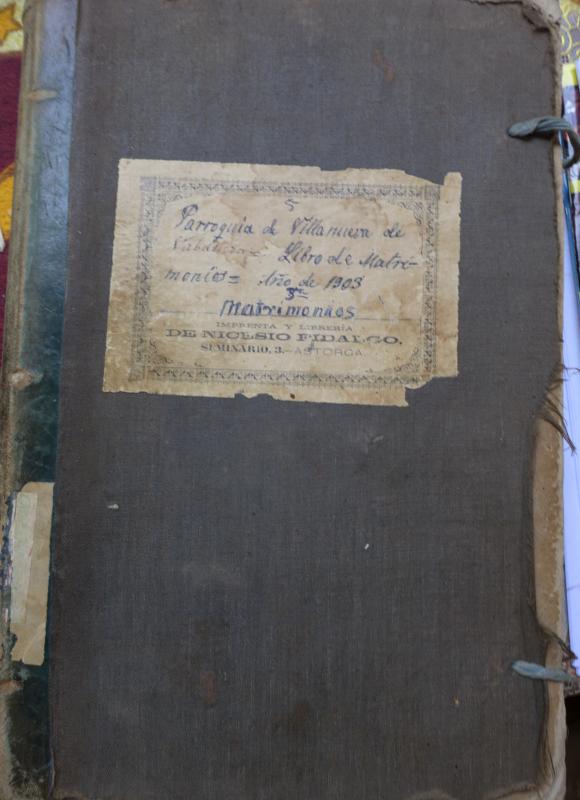 5
Parroquia de Villanueva de
Libro de Matri-
monios = Año de 1903
Matrimonios
IMPRENTA Y LIBRERÍA
DE NICESIO FIDALGO,
SEMINARIO, 3.—ASTORGA